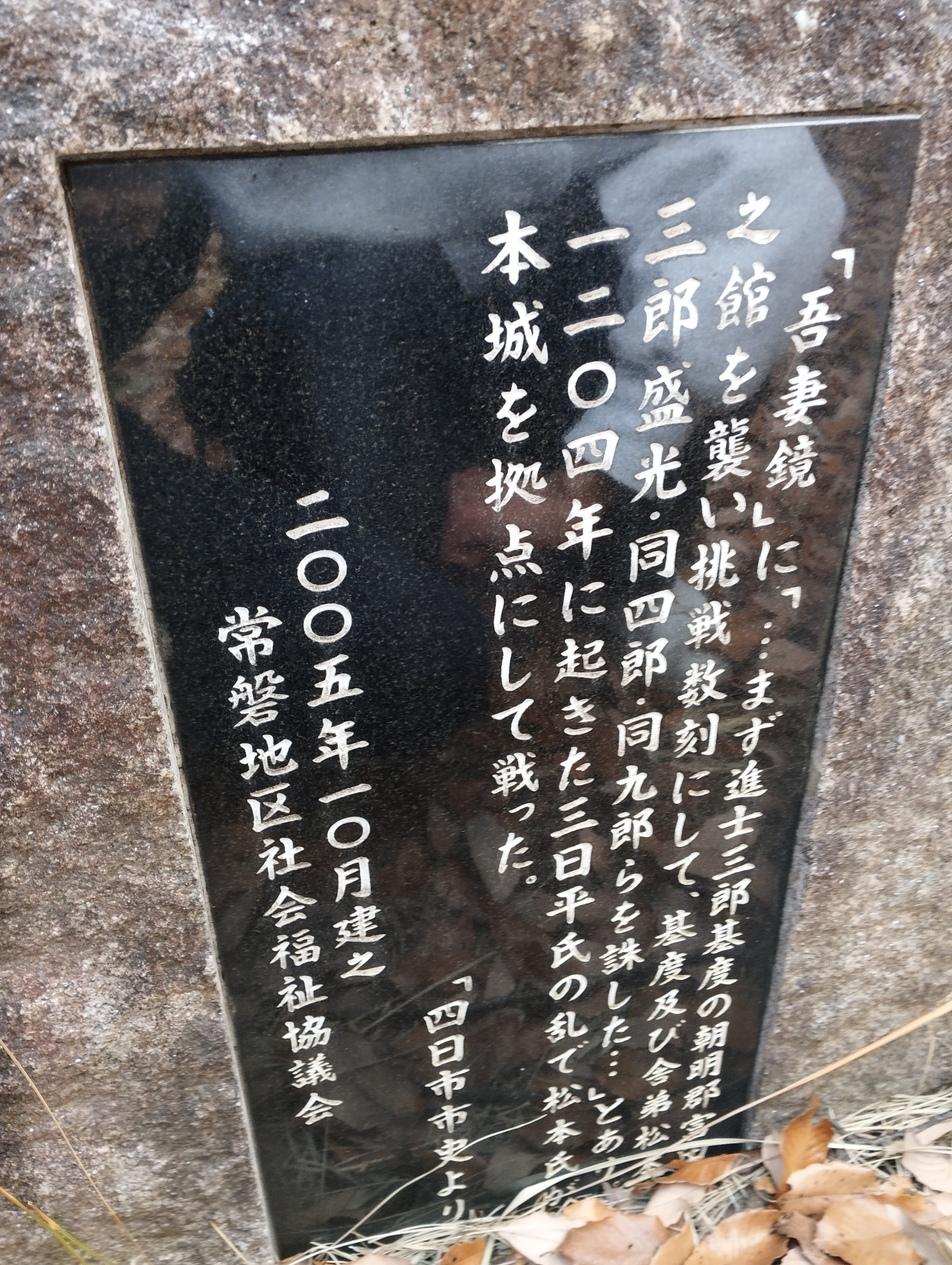 「吾妻鏡」に「…まず進士三郎基度の朝明郡富田
之館を襲い挑戦数刻にして、基度及び舎弟松本
三郎盛光・同四郎・同九郎らを誅した…」とあり
一二〇四年に起きた三日平氏の乱で松本氏が
本城を拠点にして戦った。
「四日市市史より
二〇〇五年一〇月建之
常磐地区社会福祉協議会